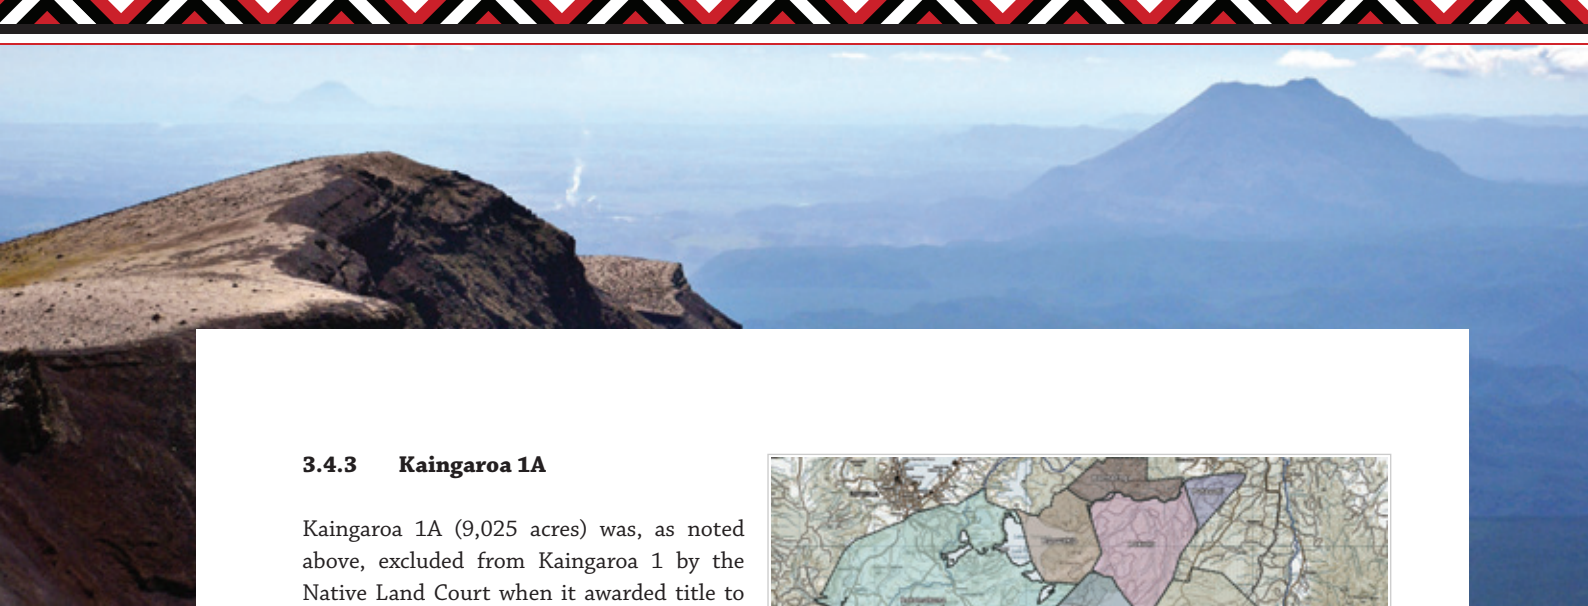 3.4.3 Kaingaroa 1A
Kaingaroa 1A (9,025 acres) was, as noted
above, excluded from Kaingaroa 1 by the
Native Land Court when it awarded title to